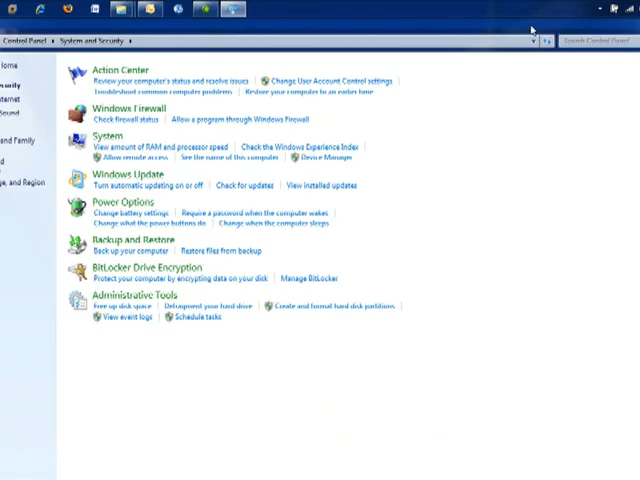 Control Panel ▸ System and Security ▸ Search Control Panel
Home
Action Center
Review your computer's status and resolve issues Change User Account Control settings
Troubleshoot common computer problems Restore your computer to an earlier time
curity
ternet
Windows Firewall
Sound
Check firewall status Allow a program through Windows Firewall
System
and Family
View amount of RAM and processor speed Check the Windows Experience Index
Allow remote access See the name of this computer Device Manager
d
Windows Update
e, and Region
Turn automatic updating on or off Check for updates View installed updates
Power Options
Change battery settings Require a password when the computer wakes
Change what the power buttons do Change when the computer sleeps
Backup and Restore
Back up your computer Restore files from backup
BitLocker Drive Encryption
Protect your computer by encrypting data on your disk Manage BitLocker
Administrative Tools
Free up disk space Defragment your hard drive Create and format hard disk partitions
View event logs Schedule tasks